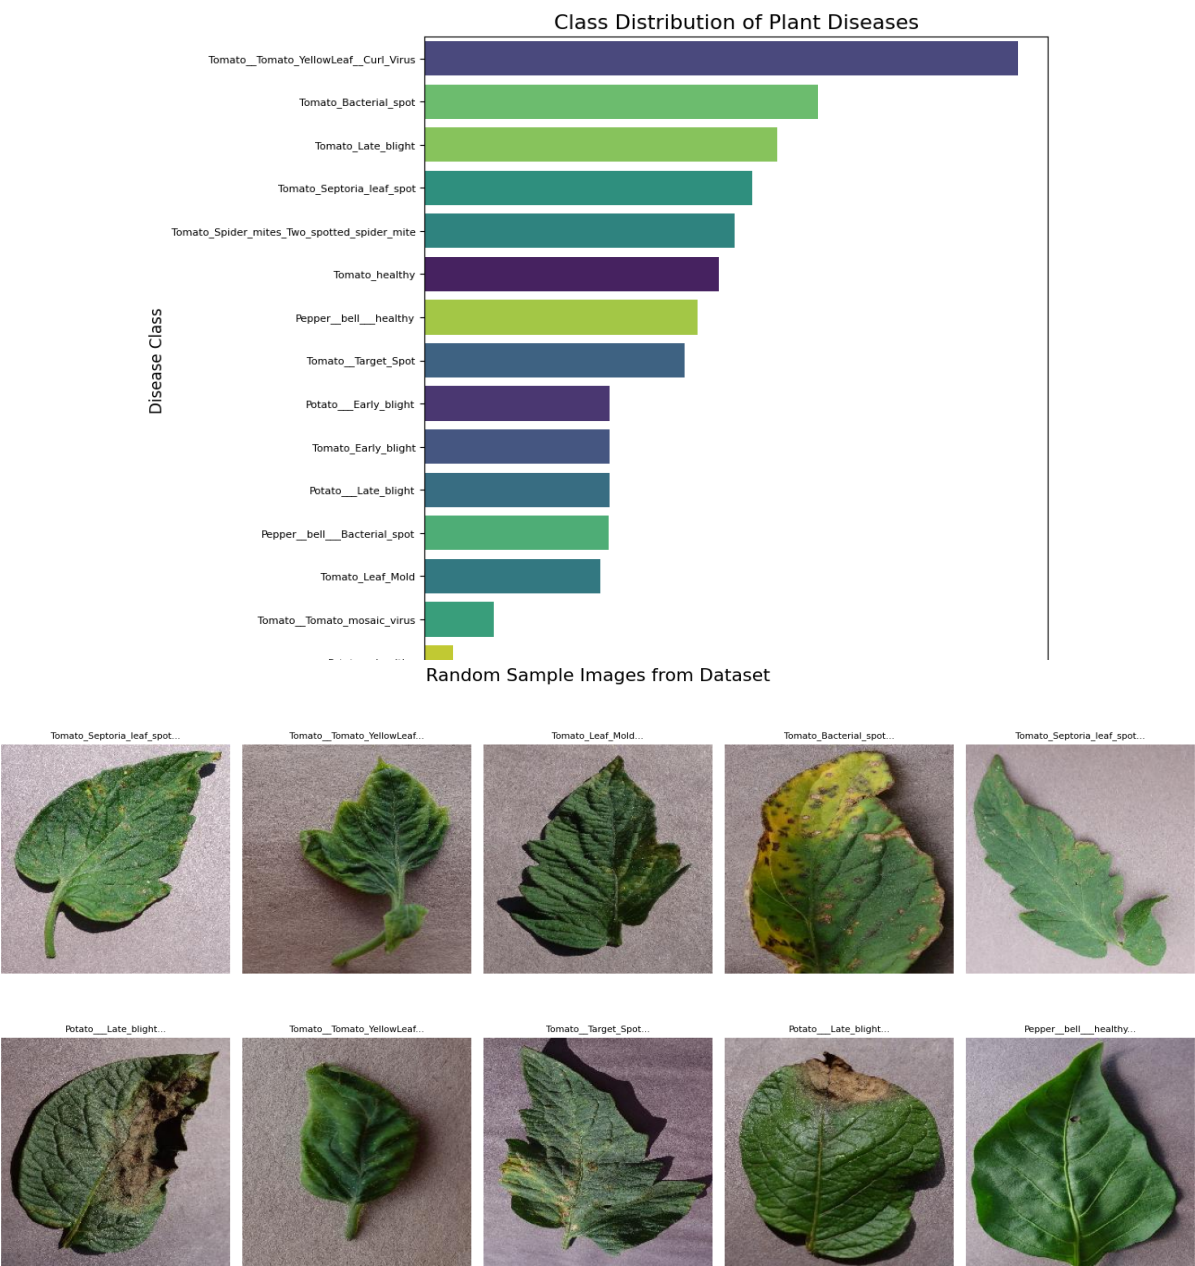 Class Distribution of Plant Diseases
Disease Class
Tomato__Tomato_YellowLeaf__Curl_Virus
Tomato_Bacterial_spot
Tomato_Late_blight
Tomato_Septoria_leaf_spot
Tomato_Spider_mites_Two_spotted_spider_mite
Tomato_healthy
Pepper__bell___healthy
Tomato__Target_Spot
Potato___Early_blight
Tomato_Early_blight
Potato___Late_blight
Pepper__bell___Bacterial_spot
Tomato_Leaf_Mold
Tomato__Tomato_mosaic_virus
Random Sample Images from Dataset
Tomato_Septoria_leaf_spot...
Tomato__Tomato_YellowLeaf...
Tomato_Leaf_Mold...
Tomato_Bacterial_spot...
Tomato_Septoria_leaf_spot...
Potato___Late_blight...
Tomato__Tomato_YellowLeaf...
Tomato__Target_Spot...
Potato___Late_blight...
Pepper__bell___healthy...